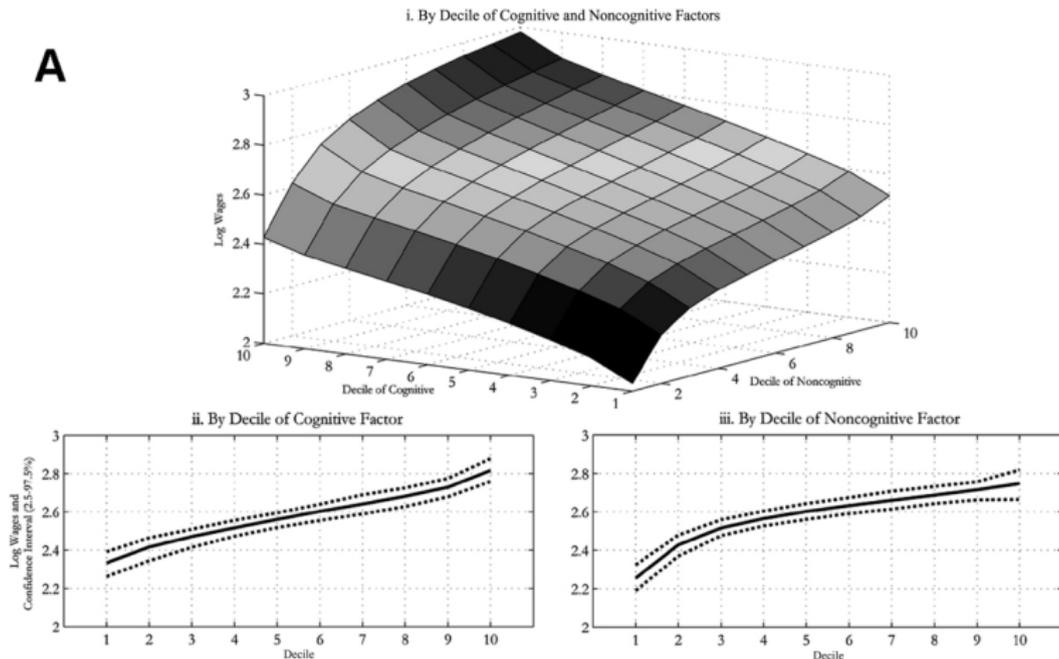 i. By Decile of Cognitive and Noncognitive Factors
A
3
2.8
2.6
2.4
2.2
2
Log Wages
10
9
8
7
6
5
4
3
2
1
Decile of Cognitive
2
4
6
8
10
Decile of Noncognitive
ii. By Decile of Cognitive Factor
3
2.8
2.6
2.4
2.2
2
Log Wages and
Confidence Interval (2.5-97.5%)
1 2 3 4 5 6 7 8 9 10
Decile
iii. By Decile of Noncognitive Factor
3
2.8
2.6
2.4
2.2
2
1 2 3 4 5 6 7 8 9 10
Decile